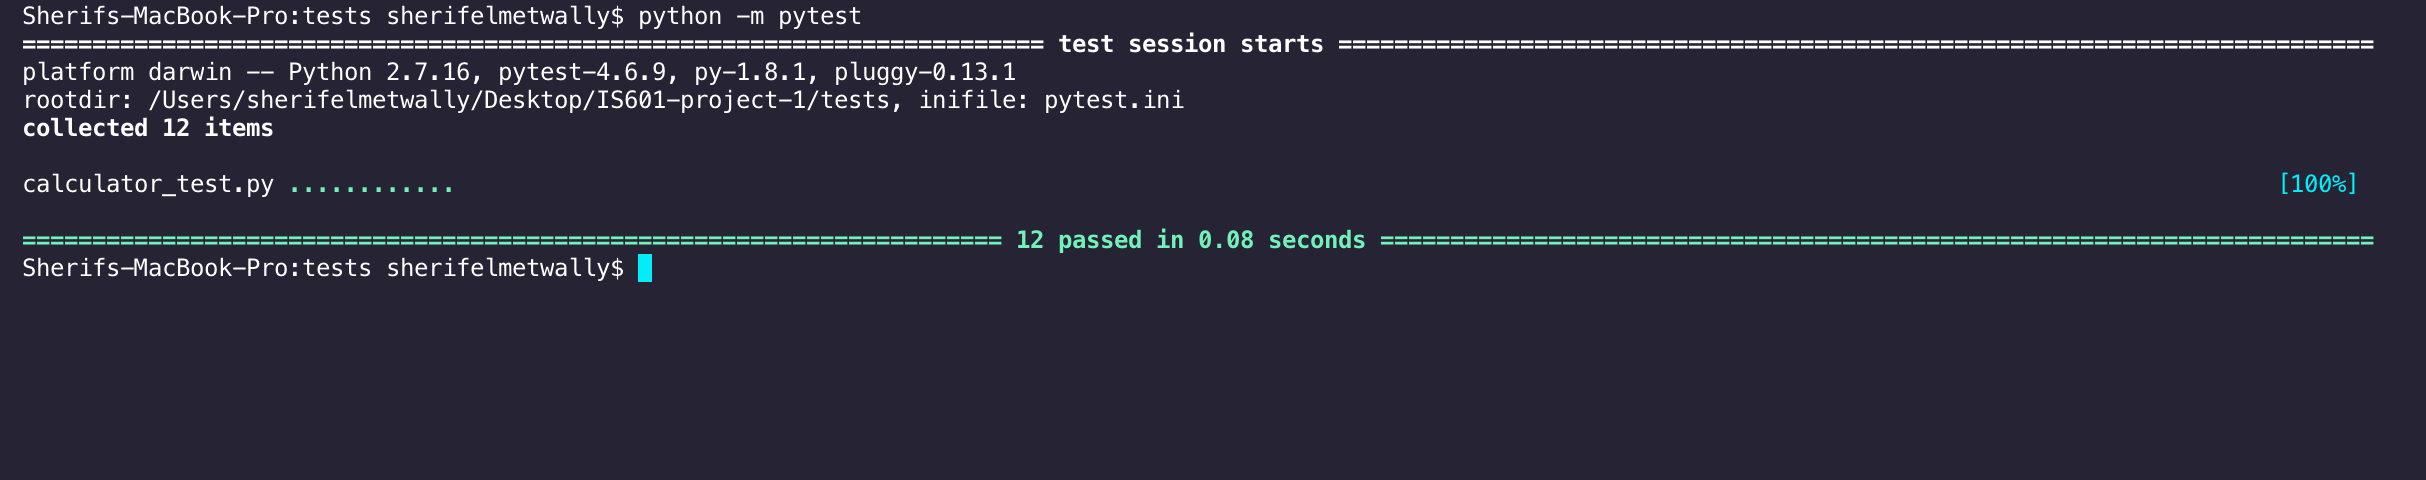 Sherifs-MacBook-Pro:tests sherifelmetwally$ python -m pytest
========================================================================= test session starts ==========================================================================
platform darwin -- Python 2.7.16, pytest-4.6.9, py-1.8.1, pluggy-0.13.1
rootdir: /Users/sherifelmetwally/Desktop/IS601-project-1/tests, inifile: pytest.ini
collected 12 items
calculator_test.py ............ [100%]
====================================================================== 12 passed in 0.08 seconds =======================================================================
Sherifs-MacBook-Pro:tests sherifelmetwally$